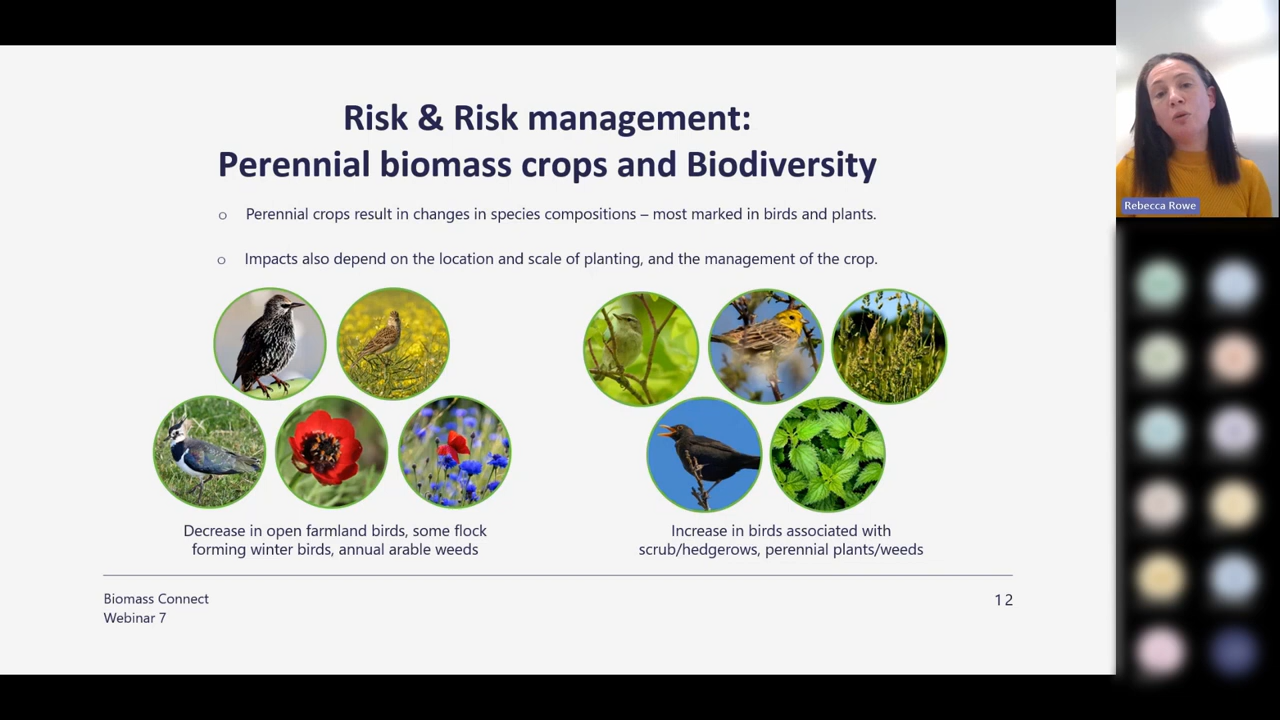 Risk & Risk management:
Perennial biomass crops and Biodiversity
o Perennial crops result in changes in species compositions – most marked in birds and plants.
o Impacts also depend on the location and scale of planting, and the management of the crop.
Decrease in open farmland birds, some flock
forming winter birds, annual arable weeds
Increase in birds associated with
scrub/hedgerows, perennial plants/weeds
Biomass Connect
Webinar 7
12
Rebecca Rowe